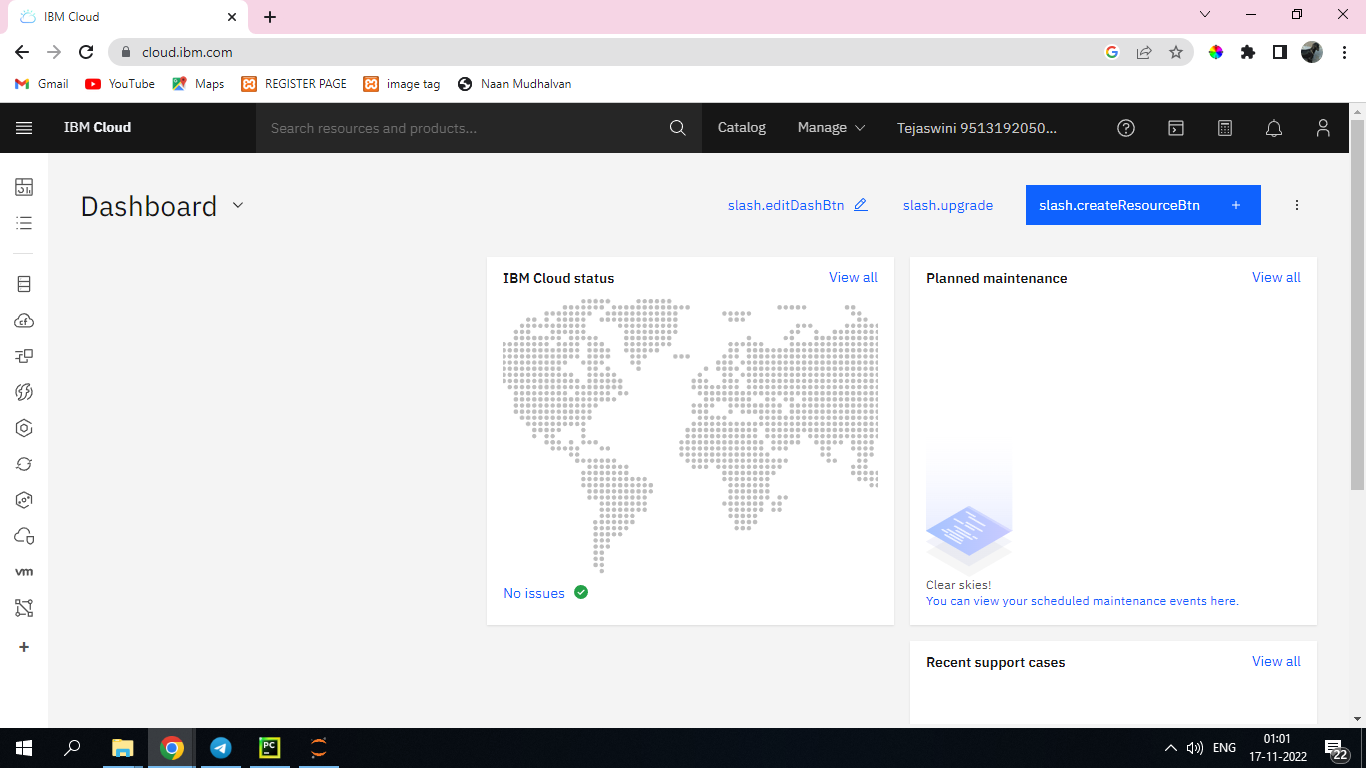 IBM Cloud
cloud.ibm.com
Gmail YouTube Maps REGISTER PAGE image tag Naan Mudhalvan
IBM Cloud Search resources and products... Catalog Manage Tejaswini 9513192050...
Dashboard slash.editDashBtn slash.upgrade slash.createResourceBtn +
IBM Cloud status View all
Planned maintenance View all
cf
vm
No issues
Clear skies!
You can view your scheduled maintenance events here.
Recent support cases View all
PC
ENG
01:01
17-11-2022
22